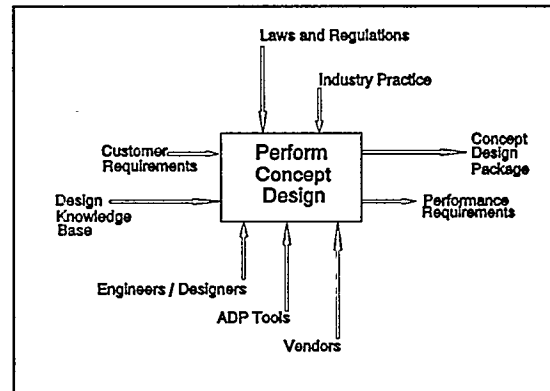 Laws and Regulations
Industry Practice
Customer
Requirements
Perform
Concept
Design
Concept
Design
Package
Design
Knowledge
Base
Performance
Requirements
Engineers / Designers
ADP Tools
Vendors